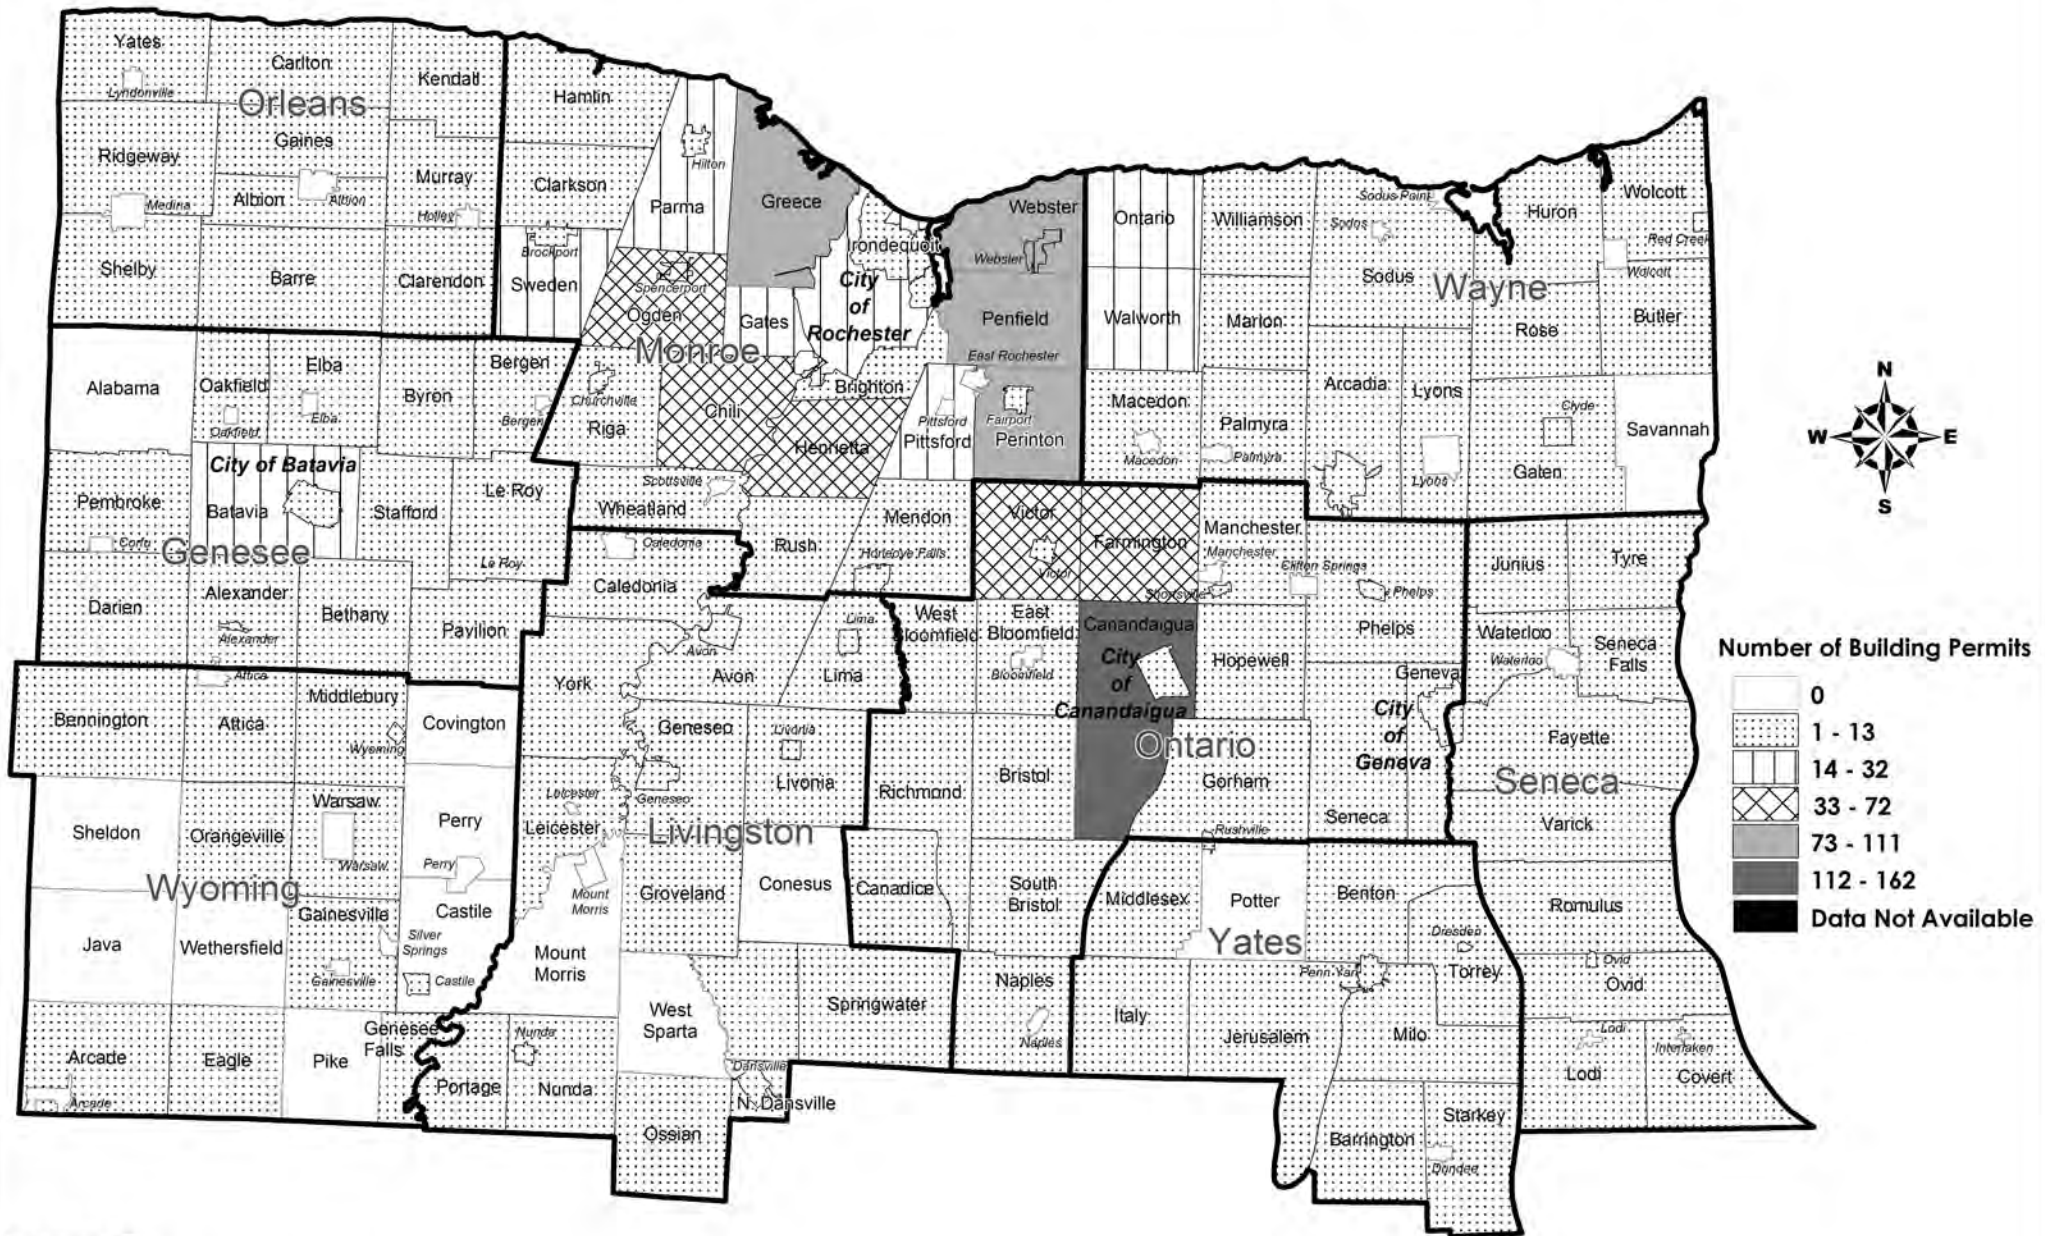 Yates
Lyndonville
Carlton
Orleans
Kendall
Ridgeway
Gaines
Medina
Albion
Albion
Murray
Holley
Shelby
Barre
Clarendon
Hamlin
Clarkson
Parma
Hilton
Greece
Brockport
Sweden
Spencerport
Ogden
Gates
Irondequoit
City
of
Rochester
Monroe
Webster
Webster
Penfield
East Rochester
Brighton
Churchville
Riga
Chili
Henrietta
Pittsford
Pittsford
Fairport
Perinton
Scottsville
Wheatland
Rush
Mendon
Honeoye Falls
Ontario
Walworth
Macedon
Macedon
Williamson
Marion
Palmyra
Palmyra
Sodus Point
Sodus
Sodus
Wayne
Huron
Wolcott
Red Creek
Wolcott
Rose
Butler
Arcadia
Lyons
Lyons
Clyde
Galen
Savannah
Alabama
Oakfield
Oakfield
Elba
Elba
Byron
Bergen
Bergen
City of Batavia
Batavia
Pembroke
Corfu
Stafford
Le Roy
Le Roy
Genesee
Darien
Alexander
Alexander
Bethany
Pavilion
Victor
Victor
Farmington
Manchester
Manchester
Clifton Springs
Shortsville
Phelps
Phelps
Junius
Tyre
Waterloo
Waterloo
Seneca
Falls
Caledonia
Caledonia
Avon
Avon
Lima
Lima
York
West
Bloomfield
East
Bloomfield
Bloomfield
Canandaigua
City
of
Canandaigua
Hopewell
Geneva
City
of
Geneva
Ontario
Gorham
Seneca
Rushville
Fayette
Seneca
Varick
Romulus
Ovid
Ovid
Lodi
Lodi
Interlaken
Covert
Attica
Bennington
Attica
Middlebury
Wyoming
Covington
Sheldon
Orangeville
Warsaw
Warsaw
Perry
Perry
Wyoming
Java
Wethersfield
Gainesville
Gainesville
Silver
Springs
Castile
Castile
Arcade
Arcade
Eagle
Pike
Genesee
Falls
Geneseo
Geneseo
Livonia
Livonia
Leicester
Leicester
Livingston
Mount
Morris
Mount
Morris
Groveland
Conesus
West
Sparta
Springwater
Portage
Nunda
Nunda
Dansville
N. Dansville
Ossian
Richmond
Bristol
Canadice
South
Bristol
Naples
Naples
Middlesex
Potter
Benton
Yates
Dresden
Torrey
Penn Yan
Italy
Jerusalem
Milo
Barrington
Starkey
Dundee
N
W
E
S
Number of Building Permits
0
1 - 13
14 - 32
33 - 72
73 - 111
112 - 162
Data Not Available